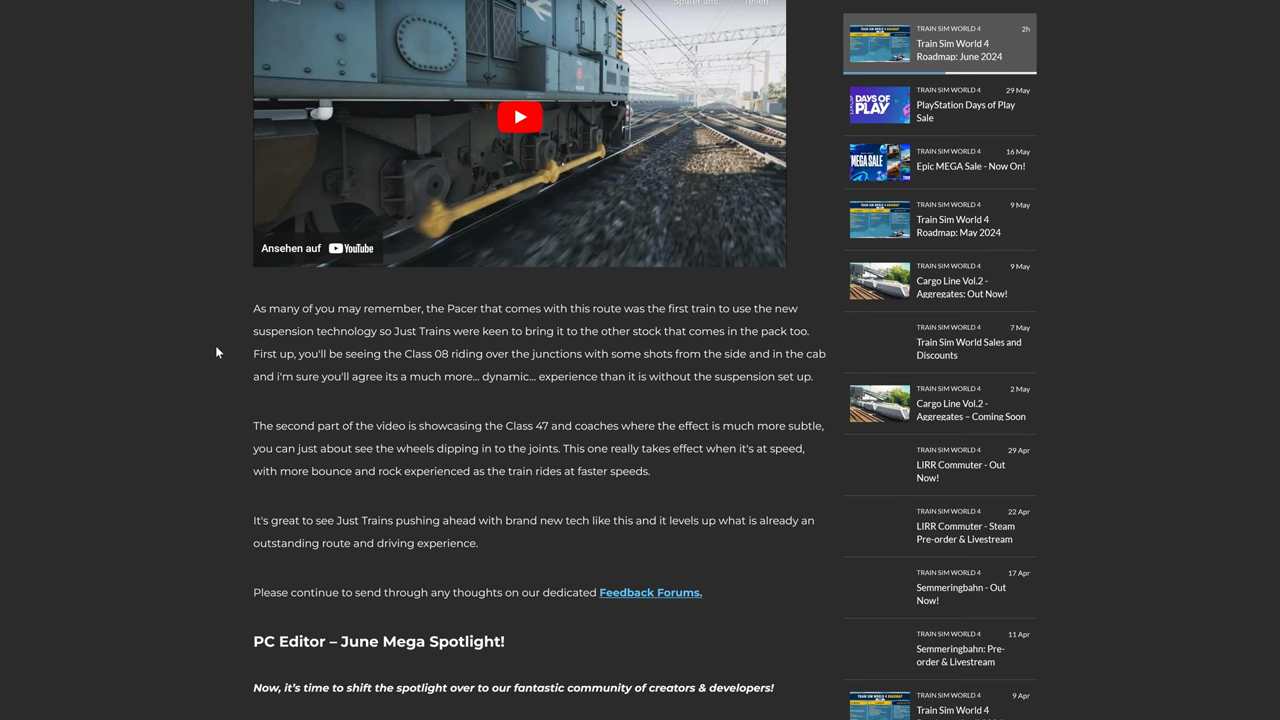 Später ans.
Teilen
Ansehen auf YouTube
As many of you may remember, the Pacer that comes with this route was the first train to use the new
suspension technology so Just Trains were keen to bring it to the other stock that comes in the pack too.
First up, you'll be seeing the Class 08 riding over the junctions with some shots from the side and in the cab
and i'm sure you'll agree its a much more... dynamic... experience than it is without the suspension set up.
The second part of the video is showcasing the Class 47 and coaches where the effect is much more subtle,
you can just about see the wheels dipping in to the joints. This one really takes effect when it's at speed,
with more bounce and rock experienced as the train rides at faster speeds.
It's great to see Just Trains pushing ahead with brand new tech like this and it levels up what is already an
outstanding route and driving experience.
Please continue to send through any thoughts on our dedicated Feedback Forums.
PC Editor – June Mega Spotlight!
Now, it's time to shift the spotlight over to our fantastic community of creators & developers!
TRAIN SIM WORLD 4 2h
Train Sim World 4
Roadmap: June 2024
DAYS OF
PLAY
TRAIN SIM WORLD 4 29 May
PlayStation Days of Play
Sale
MEGA SALE
TRAIN SIM WORLD 4 16 May
Epic MEGA Sale - Now On!
TRAIN SIM WORLD 4 9 May
Train Sim World 4
Roadmap: May 2024
TRAIN SIM WORLD 4 9 May
Cargo Line Vol.2 -
Aggregates: Out Now!
TRAIN SIM WORLD 4 7 May
Train Sim World Sales and
Discounts
TRAIN SIM WORLD 4 2 May
Cargo Line Vol.2 -
Aggregates – Coming Soon
TRAIN SIM WORLD 4 29 Apr
LIRR Commuter - Out
Now!
TRAIN SIM WORLD 4 22 Apr
LIRR Commuter - Steam
Pre-order & Livestream
TRAIN SIM WORLD 4 17 Apr
Semmeringbahn - Out
Now!
TRAIN SIM WORLD 4 11 Apr
Semmeringbahn: Pre-
order & Livestream
TRAIN SIM WORLD 4 9 Apr
Train Sim World 4